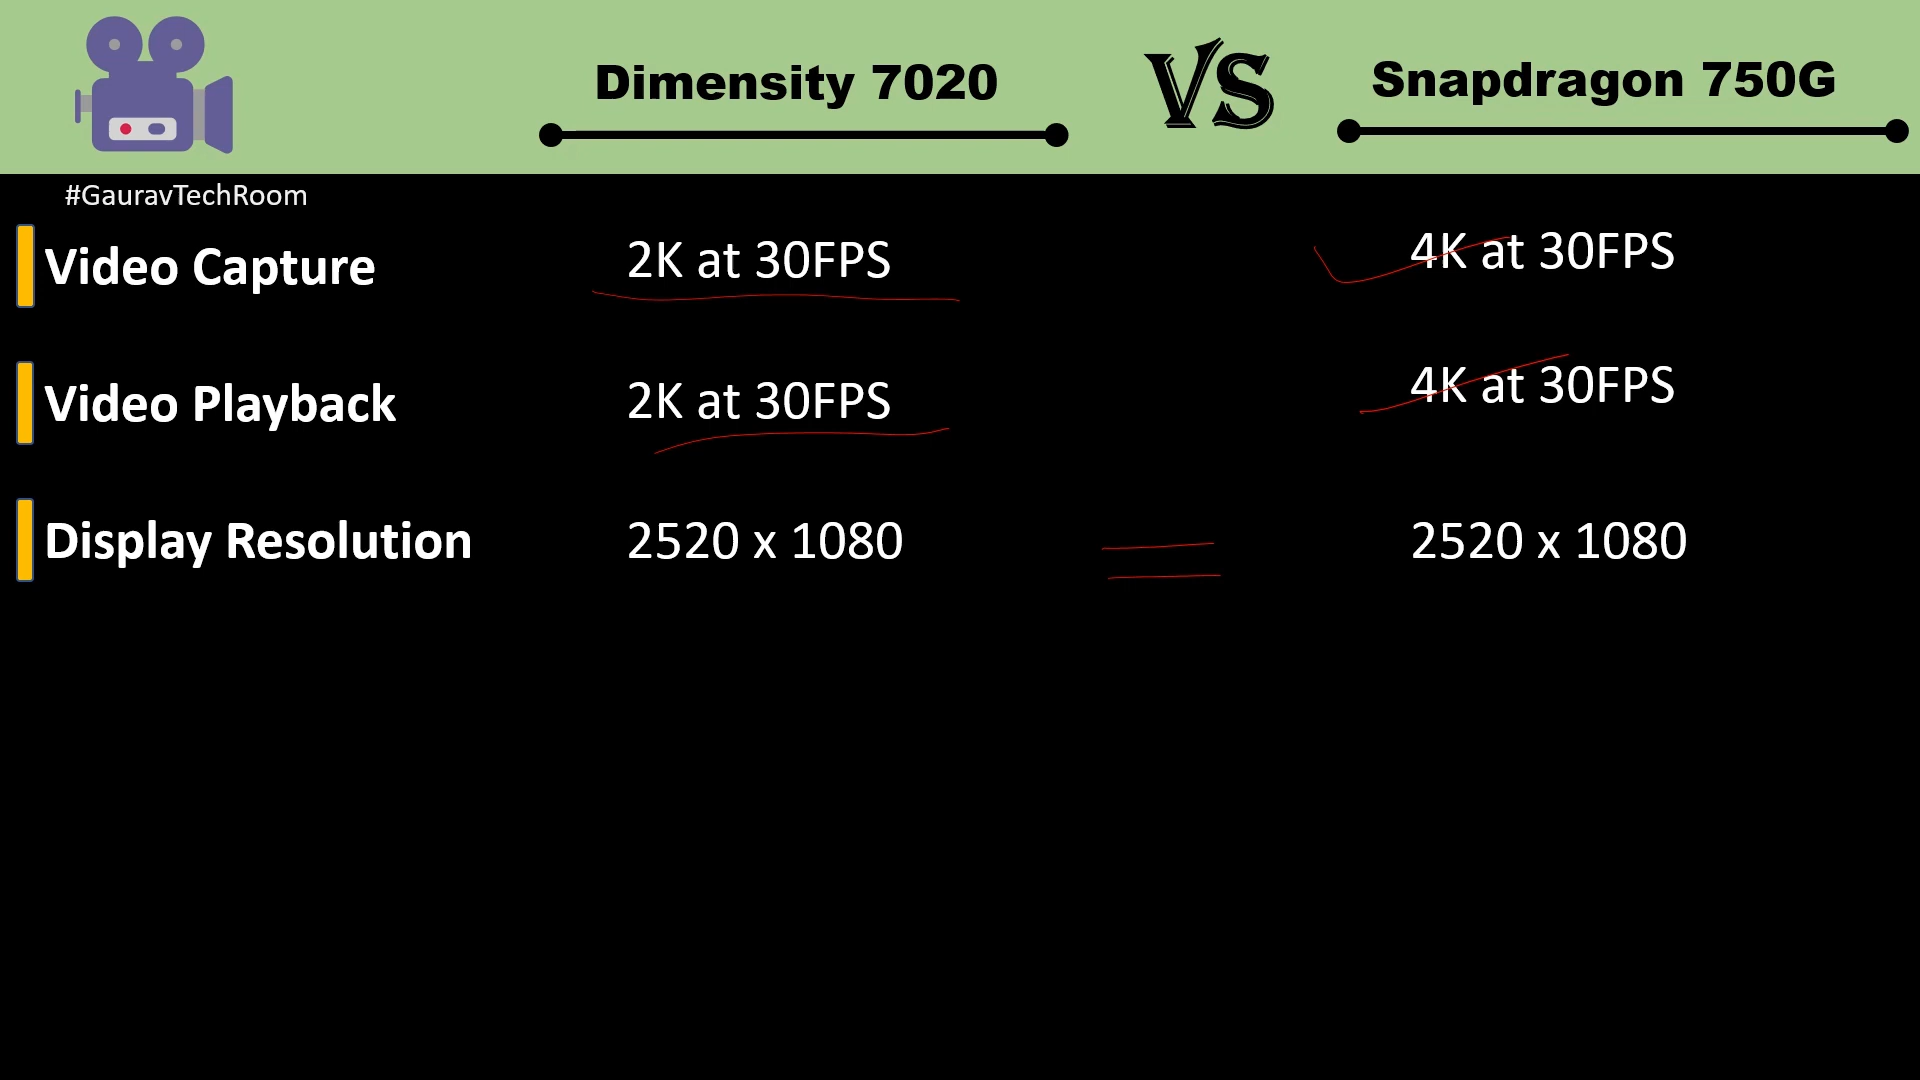 Dimensity 7020 VS Snapdragon 750G
#GauravTechRoom
Video Capture 2K at 30FPS 4K at 30FPS
Video Playback 2K at 30FPS 4K at 30FPS
Display Resolution 2520 x 1080 = 2520 x 1080